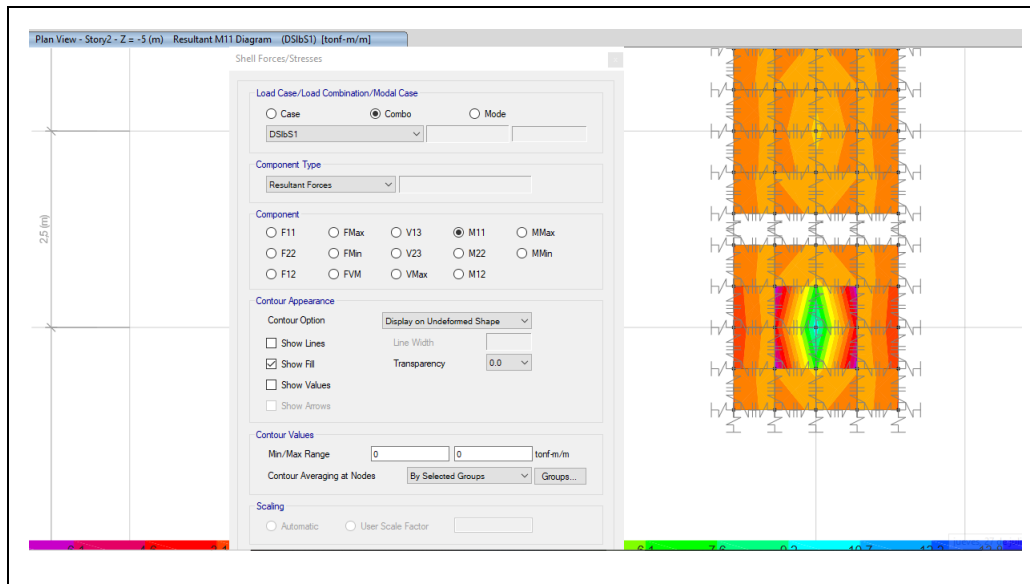 Plan View - Story2 - Z = -5 (m) Resultant M11 Diagram (DSlbS1) [tonf-m/m]
Shell Forces/Stresses
Load Case/Load Combination/Modal Case
Case Combo Mode
DSlbS1
Component Type
Resultant Forces
Component
F11 FMax V13 M11 MMax
F22 FMin V23 M22 MMin
F12 FVM VMax M12
Contour Appearance
Contour Option Display on Undeformed Shape
Show Lines Line Width
Show Fill Transparency 0.0
Show Values
Show Arrows
Contour Values
Min/Max Range 0 0 tonf-m/m
Contour Averaging at Nodes By Selected Groups Groups...
Scaling
Automatic User Scale Factor
2,5 (m)